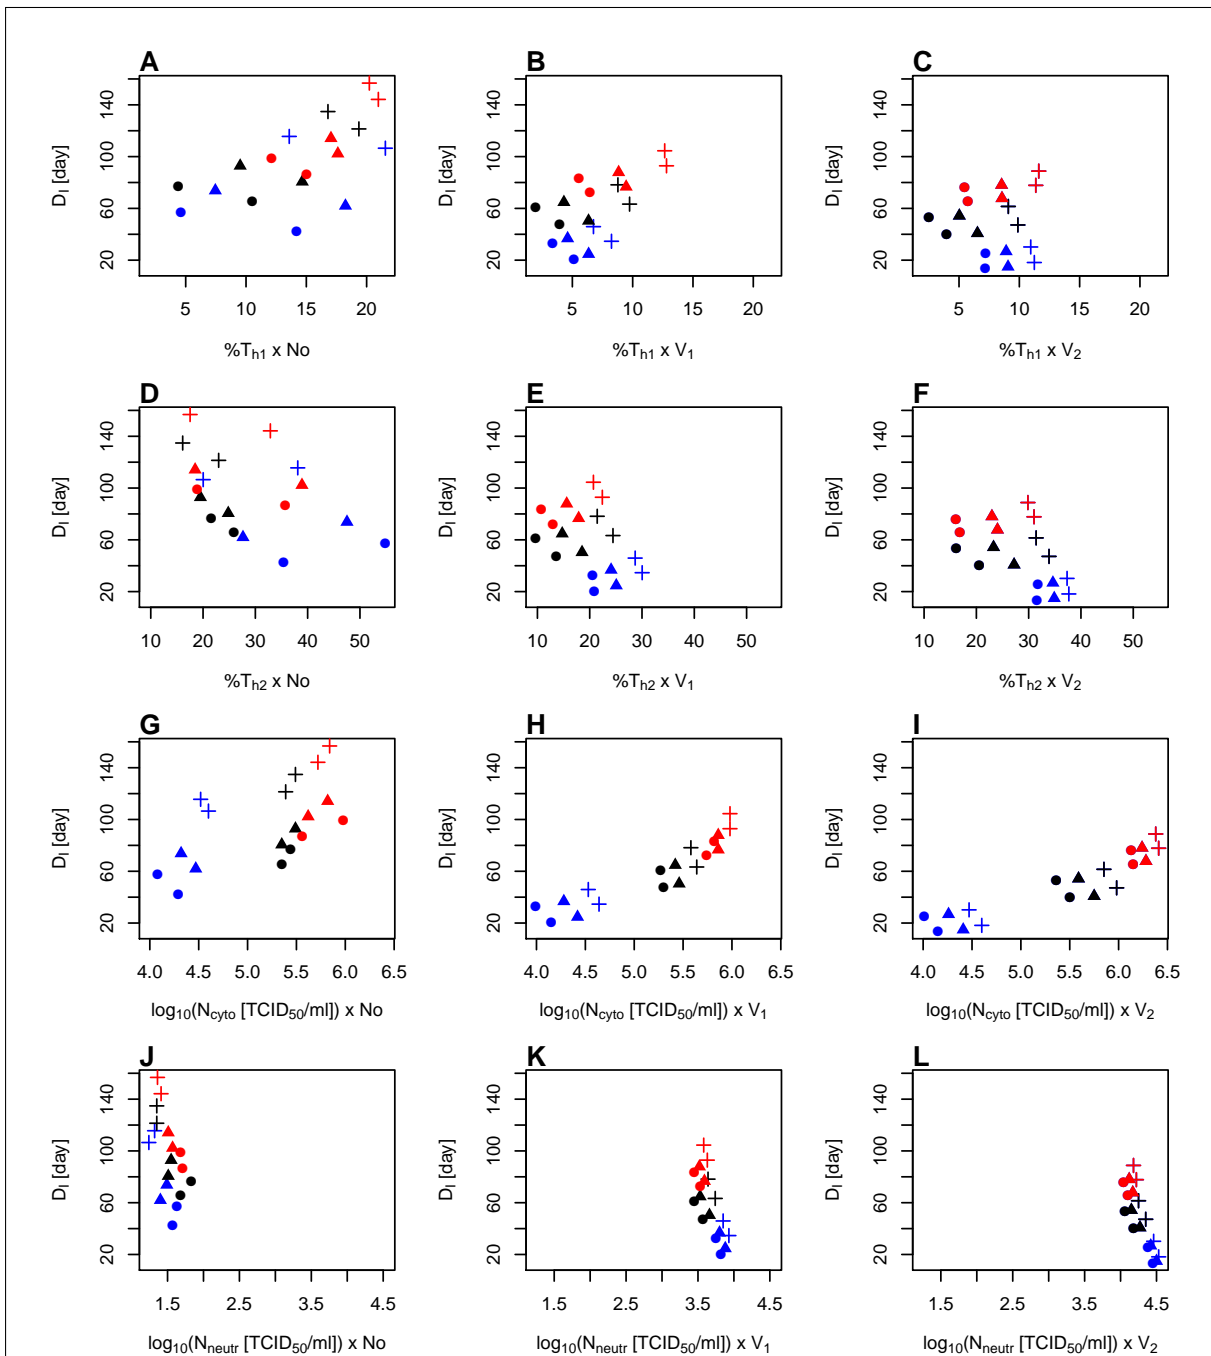 A B C
D_I [day] D_I [day] D_I [day]
140 140 140
100 100 100
60 60 60
20 20 20
5 10 15 20 5 10 15 20 5 10 15 20
%T_h1 x No %T_h1 x V_1 %T_h1 x V_2
D E F
D_I [day] D_I [day] D_I [day]
140 140 140
100 100 100
60 60 60
20 20 20
10 20 30 40 50 10 20 30 40 50 10 20 30 40 50
%T_h2 x No %T_h2 x V_1 %T_h2 x V_2
G H I
D_I [day] D_I [day] D_I [day]
140 140 140
100 100 100
60 60 60
20 20 20
4.0 4.5 5.0 5.5 6.0 6.5 4.0 4.5 5.0 5.5 6.0 6.5 4.0 4.5 5.0 5.5 6.0 6.5
log_10(N_cyto [TCID_50/ml]) x No log_10(N_cyto [TCID_50/ml]) x V_1 log_10(N_cyto [TCID_50/ml]) x V_2
J K L
D_I [day] D_I [day] D_I [day]
140 140 140
100 100 100
60 60 60
20 20 20
1.5 2.5 3.5 4.5 1.5 2.5 3.5 4.5 1.5 2.5 3.5 4.5
log_10(N_neutr [TCID_50/ml]) x No log_10(N_neutr [TCID_50/ml]) x V_1 log_10(N_neutr [TCID_50/ml]) x V_2